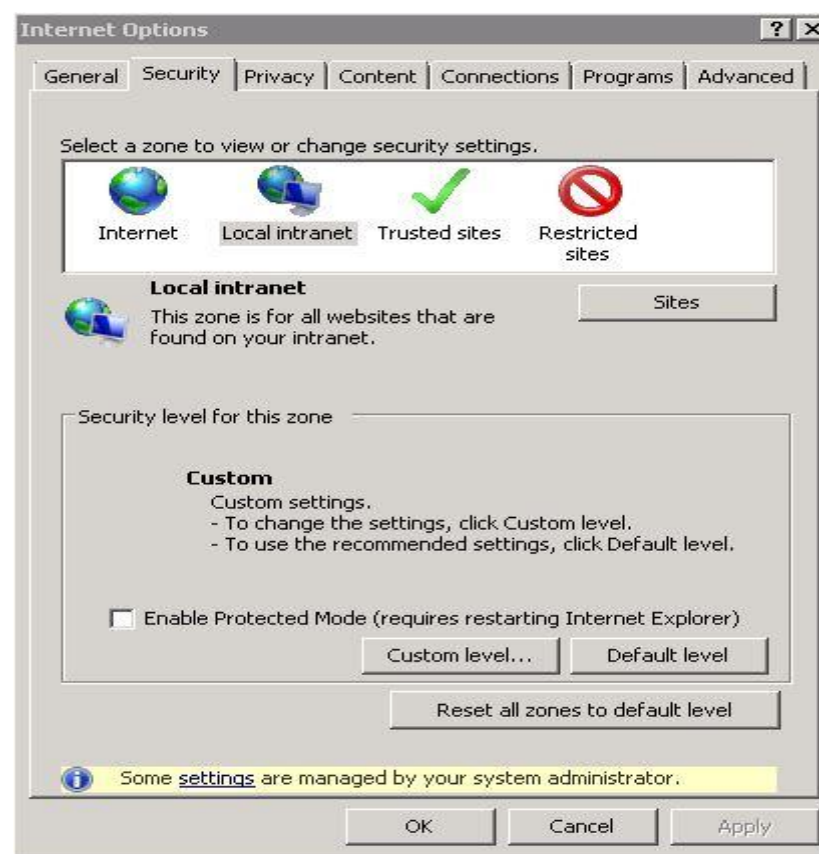 Internet Options
? X
General Security Privacy Content Connections Programs Advanced
Select a zone to view or change security settings.
Internet Local intranet Trusted sites Restricted
sites
Local intranet
Sites
This zone is for all websites that are
found on your intranet.
Security level for this zone
Custom
Custom settings.
- To change the settings, click Custom level.
- To use the recommended settings, click Default level.
Enable Protected Mode (requires restarting Internet Explorer)
Custom level... Default level
Reset all zones to default level
Some settings are managed by your system administrator.
OK Cancel Apply